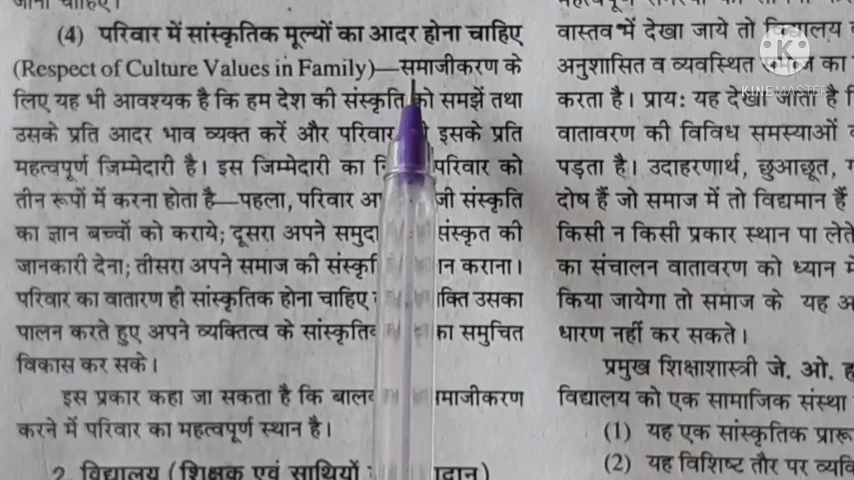 (4) परिवार में सांस्कृतिक मूल्यों का आदर होना चाहिए
(Respect of Culture Values in Family)—समाजीकरण के
लिए यह भी आवश्यक है कि हम देश की संस्कृति को समझें तथा
उसके प्रति आदर भाव व्यक्त करें और परिवार इसके प्रति
महत्वपूर्ण जिम्मेदारी है। इस जिम्मेदारी का परिवार को
तीन रूपों में करना होता है—पहला, परिवार संस्कृति
का ज्ञान बच्चों को कराये; दूसरा अपने संस्कृत की
जानकारी देना; तीसरा अपने समाज की कराना।
परिवार का वातारण ही सांस्कृतिक होना चाहिए उसका
पालन करते हुए अपने व्यक्तित्व के का समुचित
विकास कर सके।
इस प्रकार कहा जा सकता है कि
करने में परिवार का महत्वपूर्ण स्थान है।
2. विद्यालय (शिक्षक एवं साथियों
वास्तव में देखा जाये तो विद्यालय
अनुशासित व व्यवस्थित का
करता है। प्राय: यह देखा जाता है
वातावरण की विविध समस्याओं
पड़ता है। उदाहरणार्थ, छुआछूत,
दोष हैं जो समाज में तो विद्यमान हैं
किसी न किसी प्रकार स्थान पा लेते
का संचालन वातावरण को ध्यान
किया जायेगा तो समाज के यह
धारण नहीं कर सकते।
प्रमुख शिक्षाशास्त्री जे. ओ.
विद्यालय को एक सामाजिक संस्था
(1) यह एक सांस्कृतिक
(2) यह विशिष्ट तौर पर
KINEMASTER